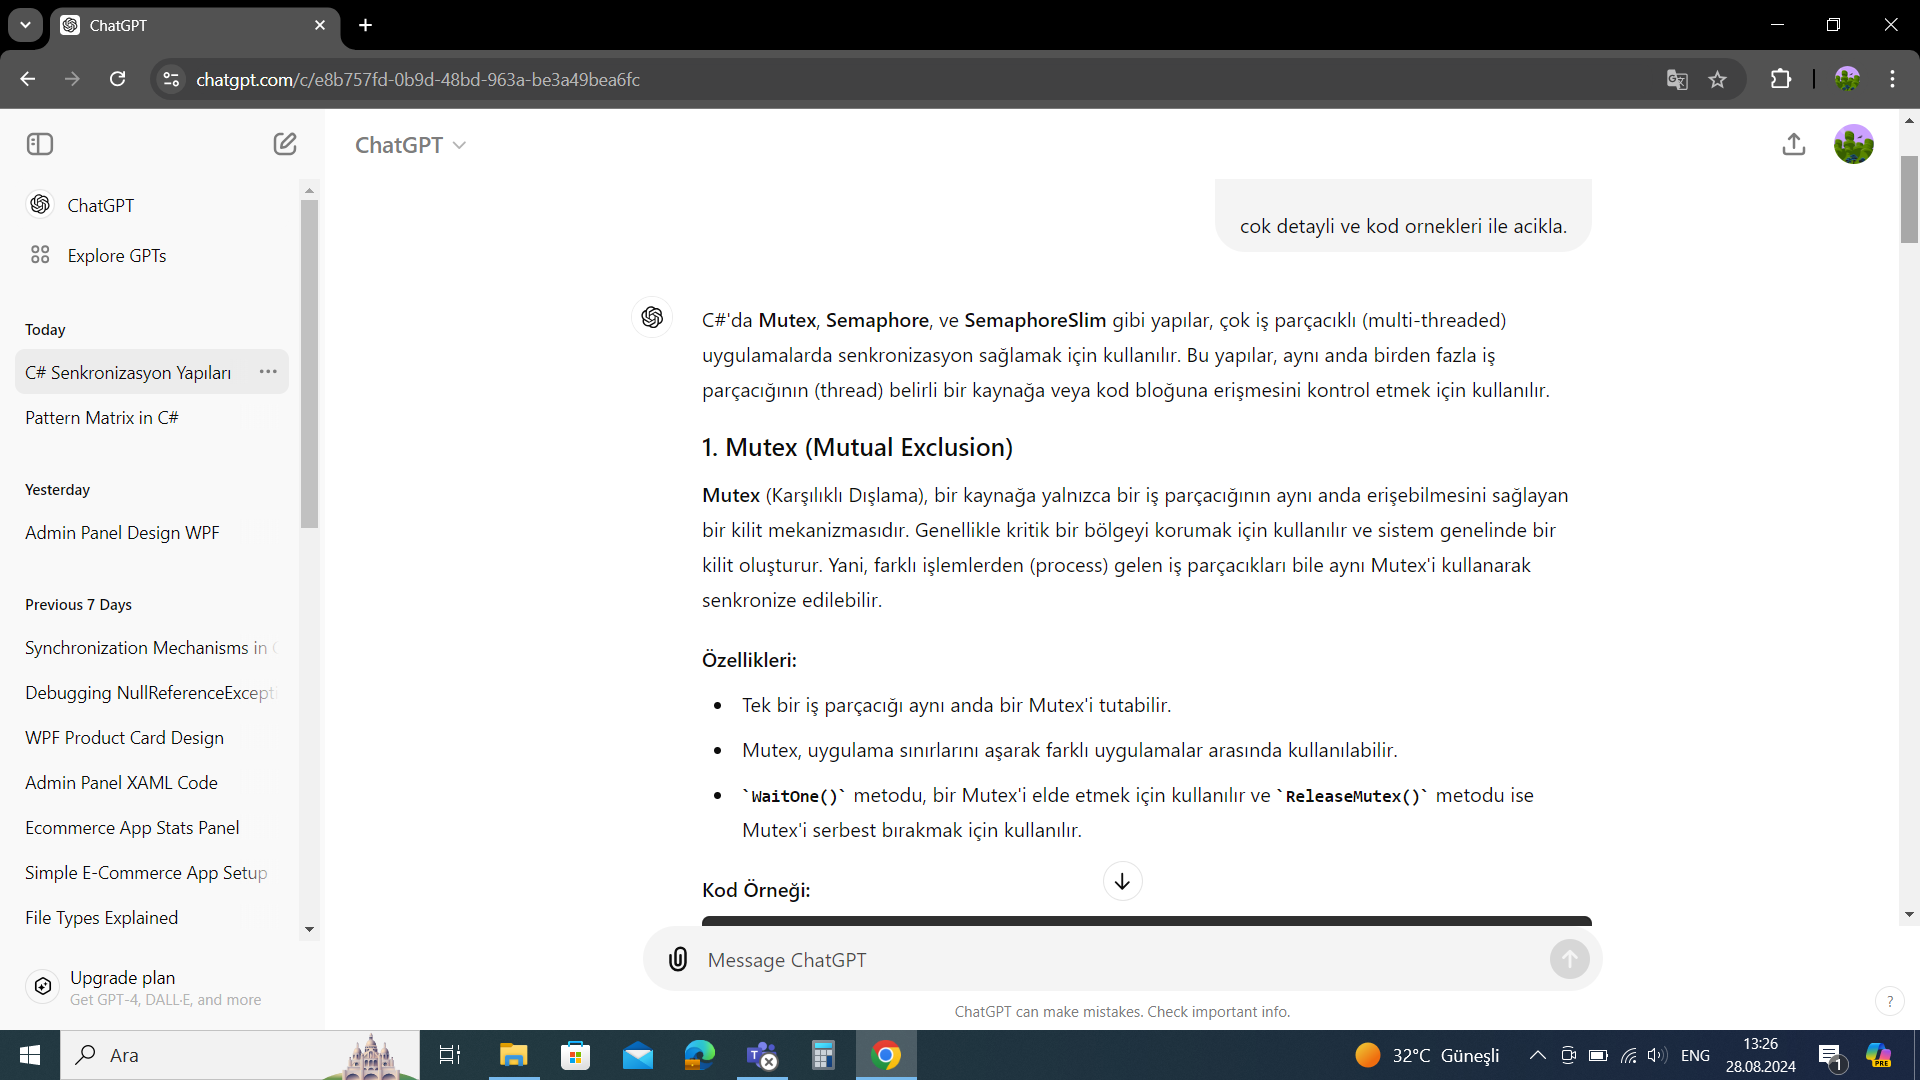 ChatGPT
chatgpt.com/c/e8b757fd-0b9d-48bd-963a-be3a49bea6fc
ChatGPT
Explore GPTs
Today
C# Senkronizasyon Yapıları
Pattern Matrix in C#
Yesterday
Admin Panel Design WPF
Previous 7 Days
Synchronization Mechanisms in
Debugging NullReferenceExcept
WPF Product Card Design
Admin Panel XAML Code
Ecommerce App Stats Panel
Simple E-Commerce App Setup
File Types Explained
Upgrade plan
Get GPT-4, DALL·E, and more
ChatGPT
cok detayli ve kod ornekleri ile acikla.
C#'da Mutex, Semaphore, ve SemaphoreSlim gibi yapılar, çok iş parçacıklı (multi-threaded)
uygulamalarda senkronizasyon sağlamak için kullanılır. Bu yapılar, aynı anda birden fazla iş
parçacığının (thread) belirli bir kaynağa veya kod bloğuna erişmesini kontrol etmek için kullanılır.
1. Mutex (Mutual Exclusion)
Mutex (Karşılıklı Dışlama), bir kaynağa yalnızca bir iş parçacığının aynı anda erişebilmesini sağlayan
bir kilit mekanizmasıdır. Genellikle kritik bir bölgeyi korumak için kullanılır ve sistem genelinde bir
kilit oluşturur. Yani, farklı işlemlerden (process) gelen iş parçacıkları bile aynı Mutex'i kullanarak
senkronize edilebilir.
Özellikleri:
• Tek bir iş parçacığı aynı anda bir Mutex'i tutabilir.
• Mutex, uygulama sınırlarını aşarak farklı uygulamalar arasında kullanılabilir.
• `WaitOne()` metodu, bir Mutex'i elde etmek için kullanılır ve `ReleaseMutex()` metodu ise
Mutex'i serbest bırakmak için kullanılır.
Kod Örneği:
Message ChatGPT
ChatGPT can make mistakes. Check important info.
?
Ara
32°C Güneşli
ENG
13:26
28.08.2024
1
PRE